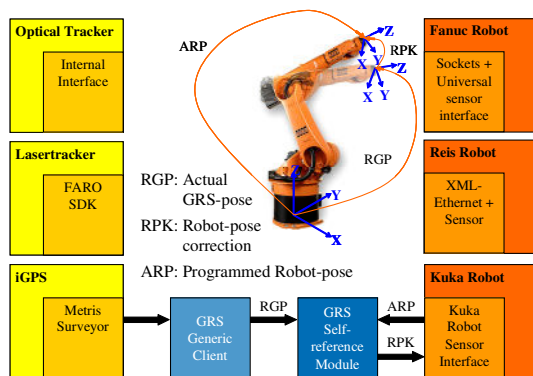 Optical Tracker
Internal
Interface
Lasertracker
FARO
SDK
iGPS
Metris
Surveyor
ARP
RPK
RGP
Z
X
Y
Z
X
Y
Z
Y
X
RGP: Actual
GRS-pose
RPK: Robot-pose
correction
ARP: Programmed Robot-pose
GRS
Generic
Client
RGP
GRS
Self-
reference
Module
ARP
RPK
Fanuc Robot
Sockets +
Universal
sensor
interface
Reis Robot
XML-
Ethernet +
Sensor
Kuka Robot
Kuka
Robot
Sensor
Interface